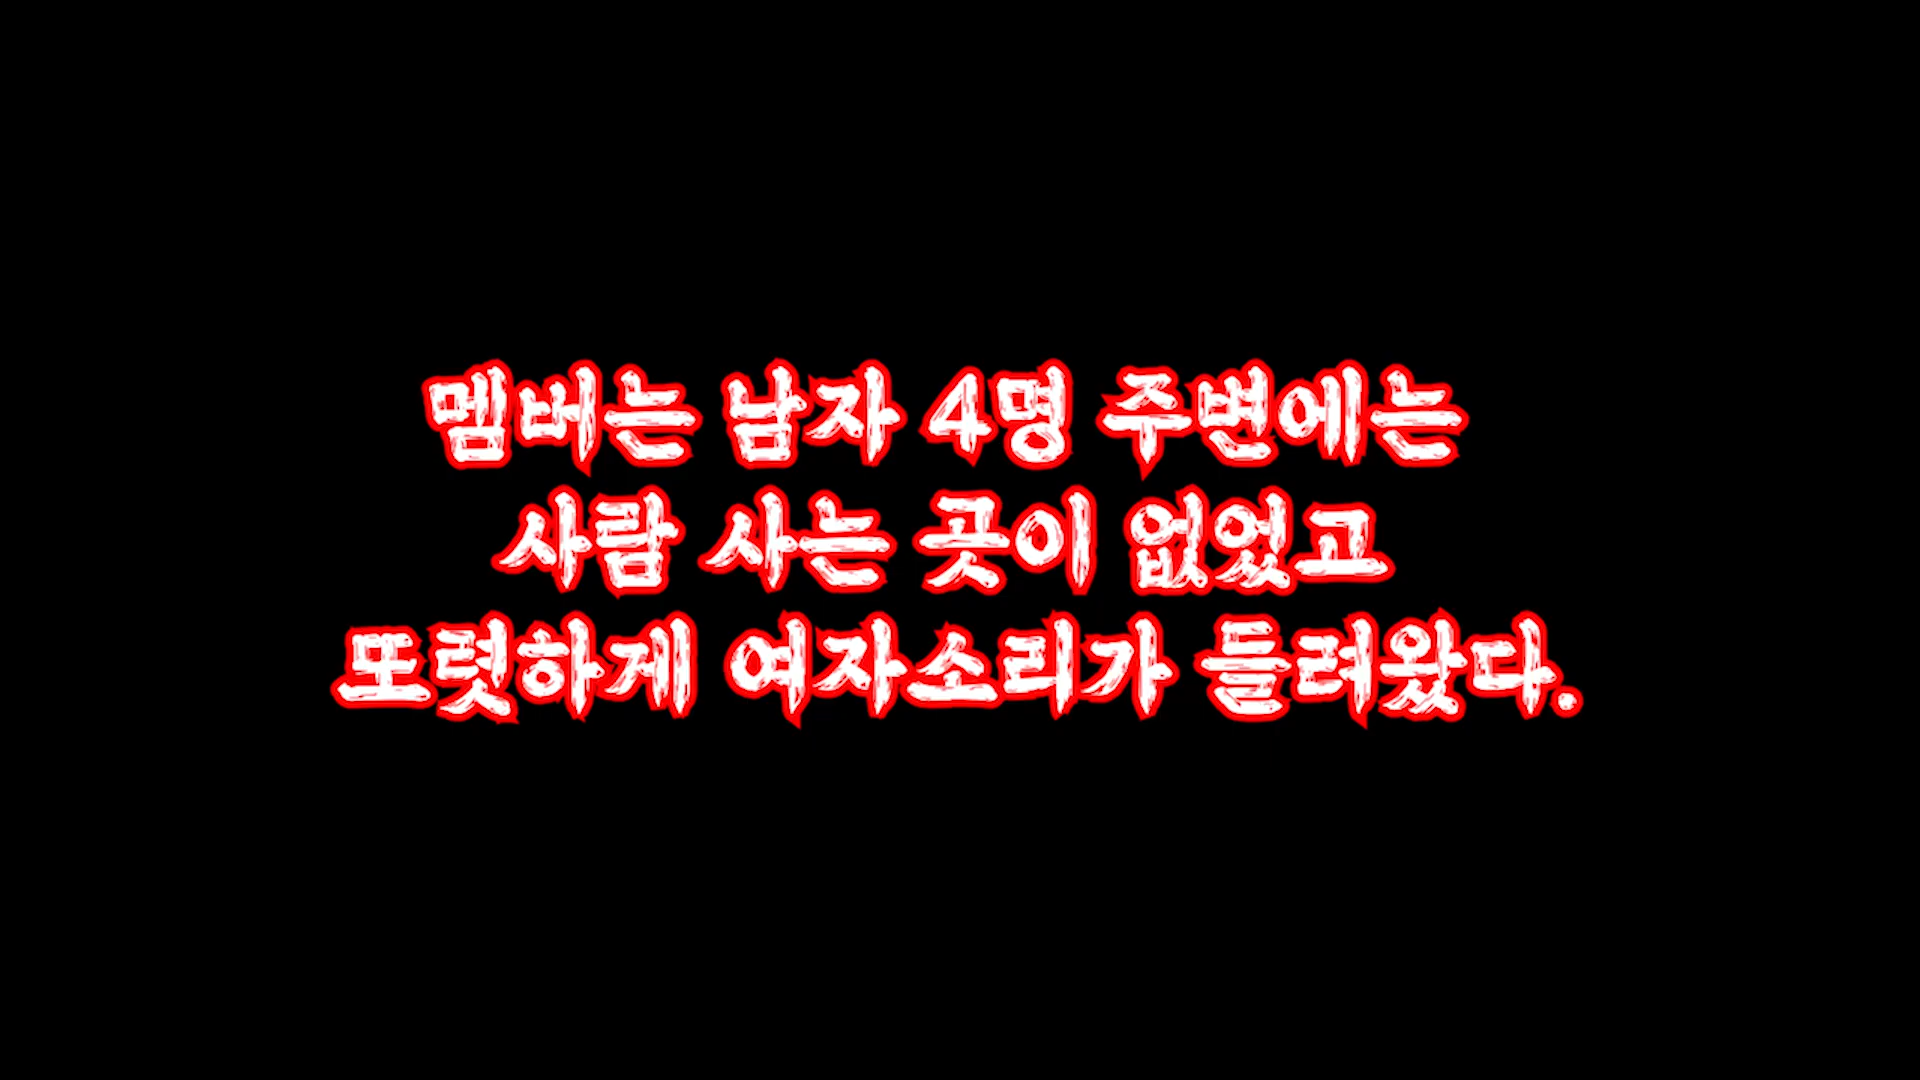 멤버는 남자 4명 주변에는
사람 사는 곳이 없었고
또렷하게 여자소리가 들려왔다.